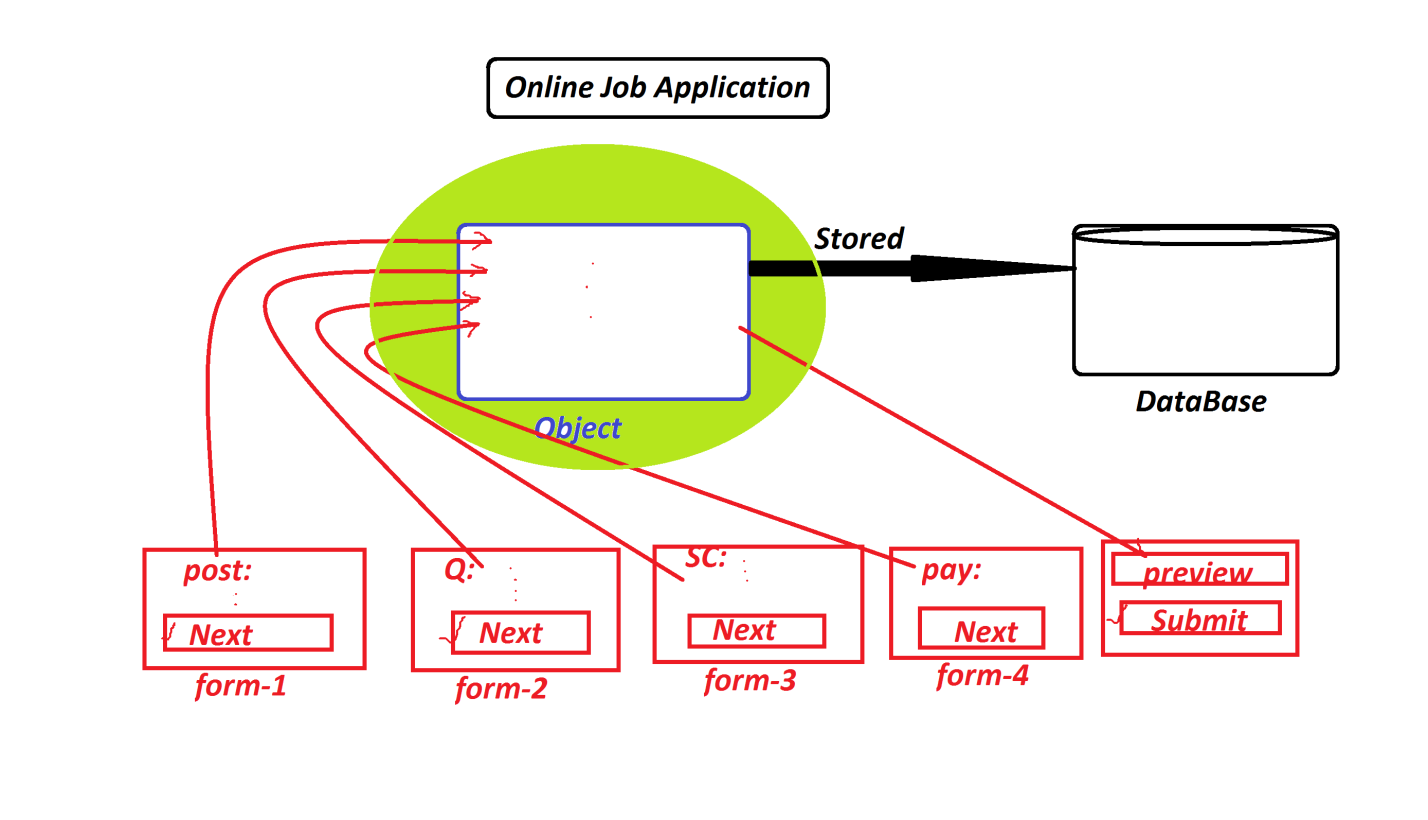 Online Job Application
Stored
DataBase
Object
post:
Next
form-1
Q:
Next
form-2
SC:
Next
form-3
pay:
Next
form-4
preview
Submit